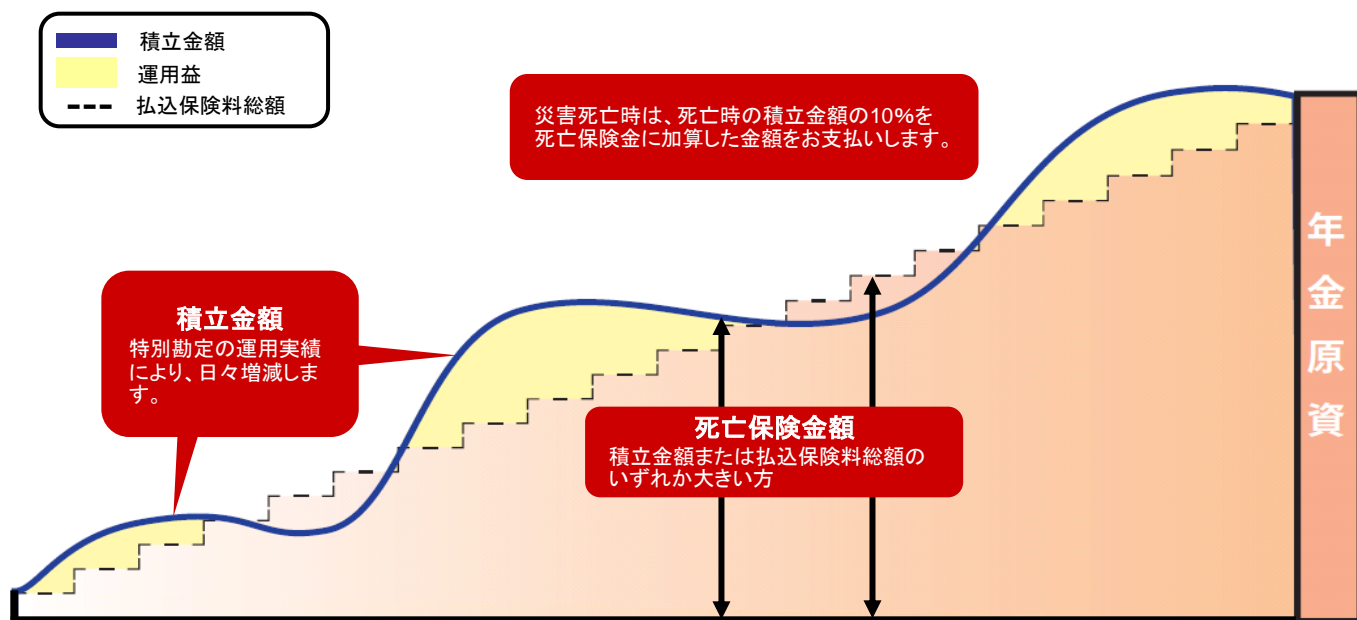 積立金額
運用益
払込保険料総額
災害死亡時は、死亡時の積立金額の10%を
死亡保険金に加算した金額をお支払いします。
積立金額
特別勘定の運用実績
により、日々増減しま
す。
死亡保険金額
積立金額または払込保険料総額の
いずれか大きい方
年金原資